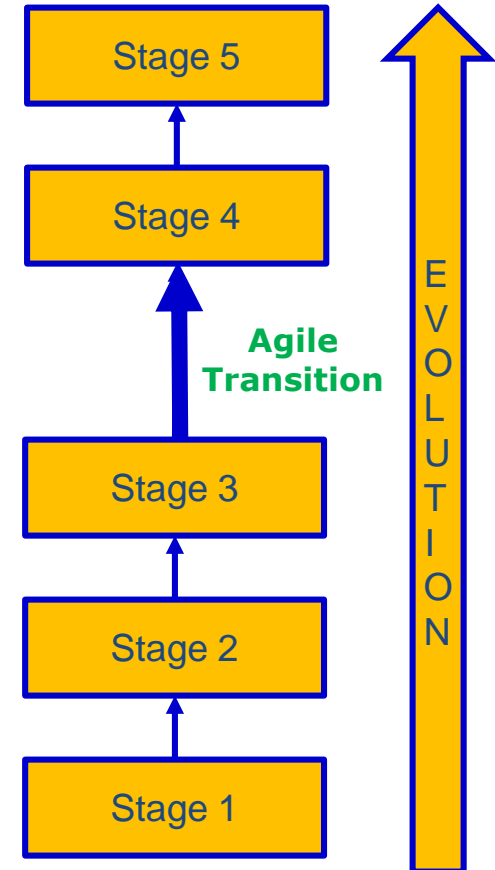 Stage 5
Stage 4
Agile
Transition
Stage 3
Stage 2
Stage 1
E
V
O
L
U
T
I
O
N